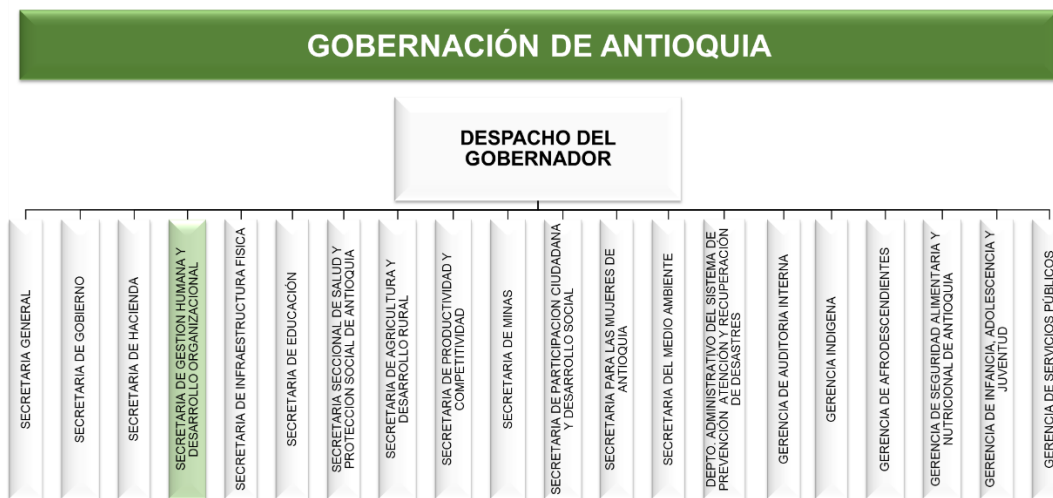 GOBERNACIÓN DE ANTIOQUIA
DESPACHO DEL
GOBERNADOR
SECRETARIA GENERAL
SECRETARIA DE GOBIERNO
SECRETARIA DE HACIENDA
SECRETARIA DE GESTION HUMANA Y
DESARROLLO ORGANIZACIONAL
SECRETARIA DE INFRAESTRUCTURA FISICA
SECRETARIA DE EDUCACIÓN
SECRETARIA SECCIONAL DE SALUD Y
PROTECCION SOCIAL DE ANTIOQUIA
SECRETARIA DE AGRICULTURA Y
DESARROLLO RURAL
SECRETARIA DE PRODUCTIVIDAD Y
COMPETITIVIDAD
SECRETARIA DE MINAS
SECRETARIA DE PARTICIPACION CIUDADANA
Y DESARROLLO SOCIAL
SECRETARIA PARA LAS MUJERES DE
ANTIOQUIA
SECRETARIA DEL MEDIO AMBIENTE
DEPTO. ADMINISTRATIVO DEL SISTEMA DE
PREVENCIÓN ATENCIÓN Y RECUPERACIÓN
DE DESASTRES
GERENCIA DE AUDITORIA INTERNA
GERENCIA INDIGENA
GERENCIA DE AFRODESCENDIENTES
GERENCIA DE SEGURIDAD ALIMENTARIA Y
NUTRICIONAL DE ANTIOQUIA
GERENCIA DE INFANCIA, ADOLESCENCIA Y
JUVENTUD
GERENCIA DE SERVICIOS PÚBLICOS